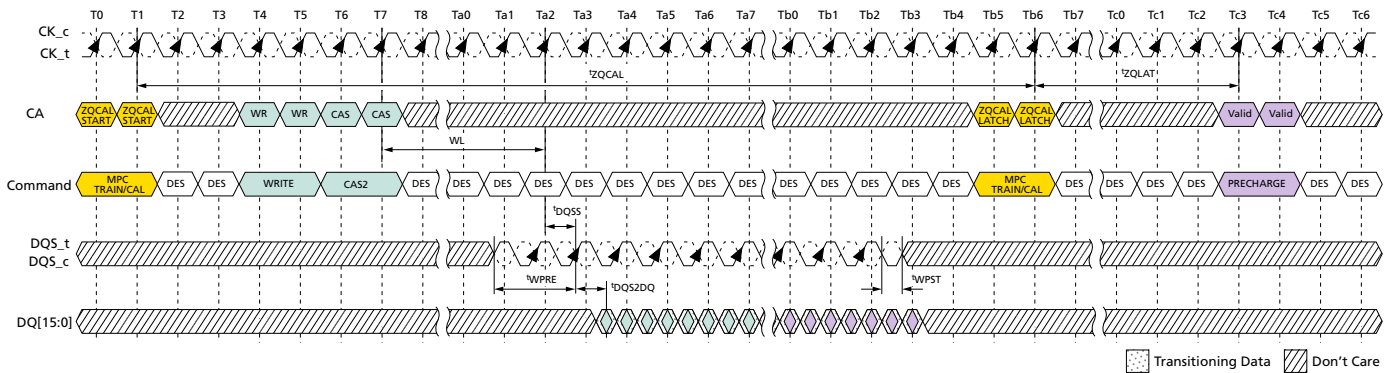 T0 T1 T2 T3 T4 T5 T6 T7 T8 Ta0 Ta1 Ta2 Ta3 Ta4 Ta5 Ta6 Ta7 Tb0 Tb1 Tb2 Tb3 Tb4 Tb5 Tb6 Tb7 Tc0 Tc1 Tc2 Tc3 Tc4 Tc5 Tc6
CK_c
CK_t
tZQCAL tZQLAT
CA ZQCAL START ZQCAL START WR WR CAS CAS ZQCAL LATCH ZQCAL LATCH Valid Valid
WL
Command MPC TRAIN/CAL DES DES WRITE CAS2 DES DES DES DES DES DES DES DES DES DES DES DES DES DES MPC TRAIN/CAL DES DES DES DES PRECHARGE DES DES
tDQSS
DQS_t
DQS_c
tWPRE tDQS2DQ tWPST
DQ[15:0]
Transitioning Data Don't Care